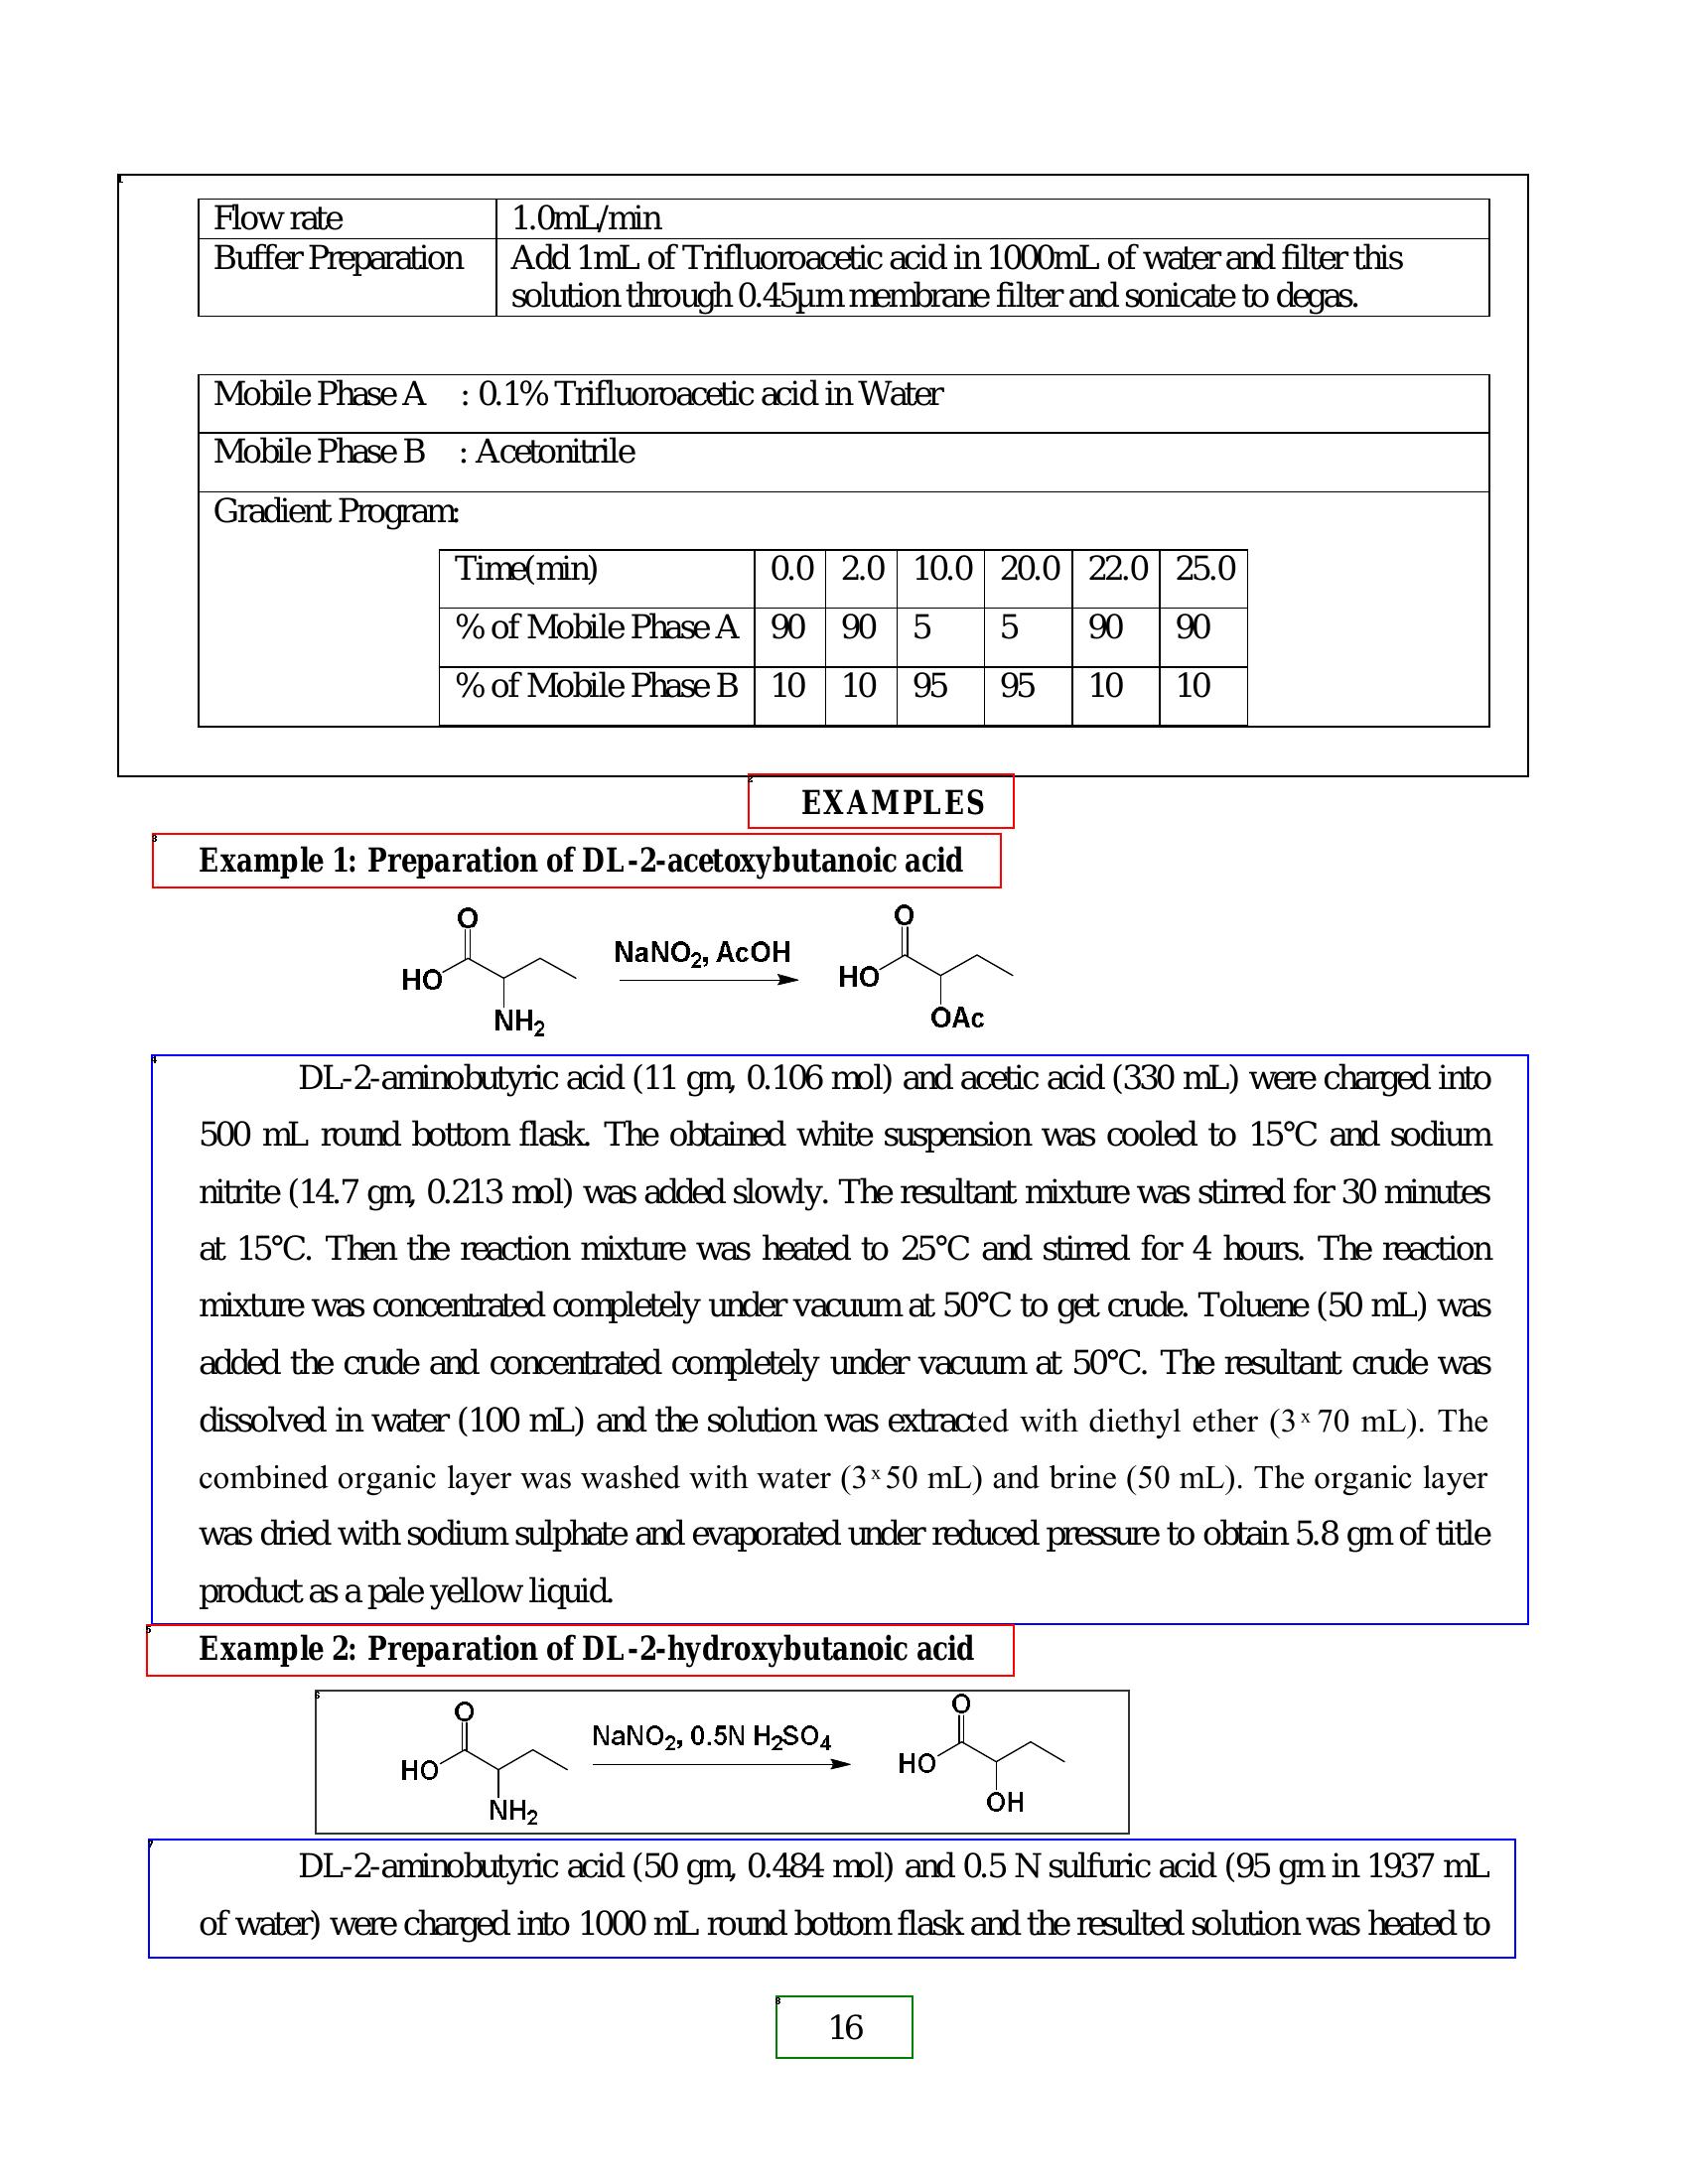 Flow rate 1.0mL/min
Buffer Preparation Add 1mL of Trifluoroacetic acid in 1000mL of water and filter this
solution through 0.45µm membrane filter and sonicate to degas.
Mobile Phase A : 0.1% Trifluoroacetic acid in Water
Mobile Phase B : Acetonitrile
Gradient Program:
Time(min) 0.0 2.0 10.0 20.0 22.0 25.0
% of Mobile Phase A 90 90 5 5 90 90
% of Mobile Phase B 10 10 95 95 10 10
EXAMPLES
Example 1: Preparation of DL-2-acetoxybutanoic acid
O
HO
NH2
NaNO2, AcOH
O
HO
OAc
DL-2-aminobutyric acid (11 gm, 0.106 mol) and acetic acid (330 mL) were charged into
500 mL round bottom flask. The obtained white suspension was cooled to 15°C and sodium
nitrite (14.7 gm, 0.213 mol) was added slowly. The resultant mixture was stirred for 30 minutes
at 15°C. Then the reaction mixture was heated to 25°C and stirred for 4 hours. The reaction
mixture was concentrated completely under vacuum at 50°C to get crude. Toluene (50 mL) was
added the crude and concentrated completely under vacuum at 50°C. The resultant crude was
dissolved in water (100 mL) and the solution was extracted with diethyl ether (3 x 70 mL). The
combined organic layer was washed with water (3 x 50 mL) and brine (50 mL). The organic layer
was dried with sodium sulphate and evaporated under reduced pressure to obtain 5.8 gm of title
product as a pale yellow liquid.
Example 2: Preparation of DL-2-hydroxybutanoic acid
O
HO
NH2
NaNO2, 0.5N H2SO4
O
HO
OH
DL-2-aminobutyric acid (50 gm, 0.484 mol) and 0.5 N sulfuric acid (95 gm in 1937 mL
of water) were charged into 1000 mL round bottom flask and the resulted solution was heated to
16